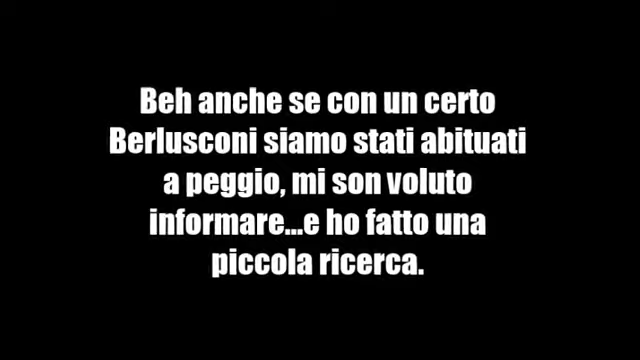 Beh anche se con un certo
Berlusconi siamo stati abituati
a peggio, mi son voluto
informare...e ho fatto una
piccola ricerca.